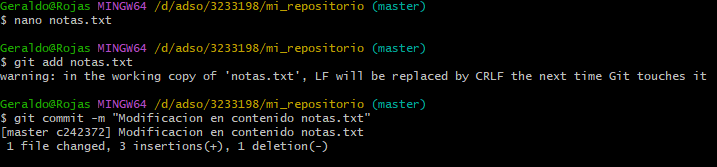 Geraldo@Rojas MINGW64 /d/adso/3233198/mi_repositorio (master)
$ nano notas.txt
Geraldo@Rojas MINGW64 /d/adso/3233198/mi_repositorio (master)
$ git add notas.txt
warning: in the working copy of 'notas.txt', LF will be replaced by CRLF the next time Git touches it
Geraldo@Rojas MINGW64 /d/adso/3233198/mi_repositorio (master)
$ git commit -m "Modificacion en contenido notas.txt"
[master c242372] Modificacion en contenido notas.txt
 1 file changed, 3 insertions(+), 1 deletion(-)